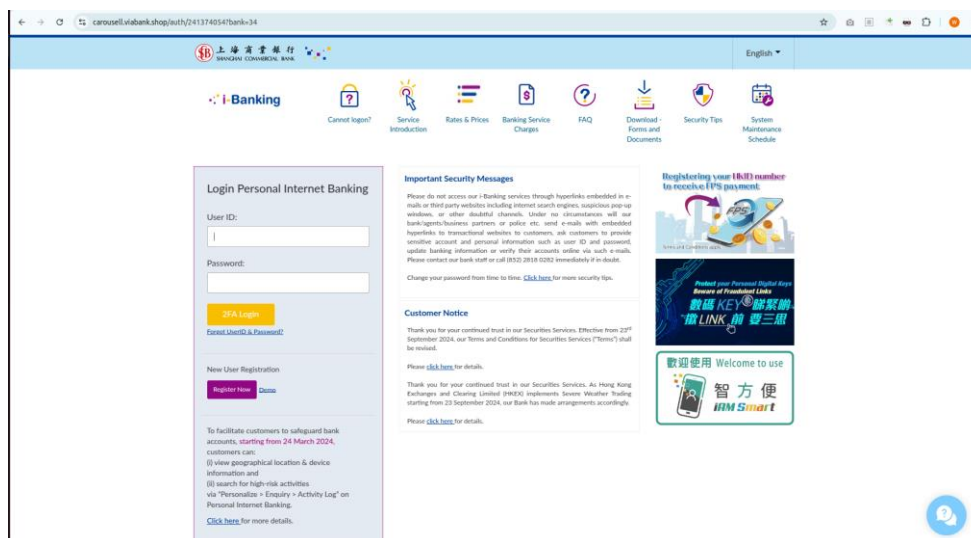 carousell.viabank.shop/auth/241374054?bank=34
上海商業銀行
SHANGHAI COMMERCIAL BANK
English
i-Banking
Cannot logon?
Service
Introduction
Rates & Prices
Banking Service
Charges
FAQ
Download -
Forms and
Documents
Security Tips
System
Maintenance
Schedule
Login Personal Internet Banking
User ID:
Password:
2FA Login
Forgot UserID & Password?
New User Registration
Register Now
Demo
To facilitate customers to safeguard bank
accounts, starting from 24 March 2024,
customers can:
(i) view geographical location & device
information and
(ii) search for high-risk activities
via "Personalize > Enquiry > Activity Log" on
Personal Internet Banking.
Click here for more details.
Important Security Messages
Please do not access our i-Banking services through hyperlinks embedded in e-
mails or third party websites including internet search engines, suspicious pop-up
windows, or other doubtful channels. Under no circumstances will our
bank/agents/business partners or police etc, send e-mails with embedded
hyperlinks to transactional websites to customers, ask customers to provide
sensitive account and personal information such as user ID and password,
update banking information or verify their accounts online via such e-mails.
Please contact our bank staff or call (852) 2818 0282 immediately if in doubt.
Change your password from time to time. Click here for more security tips.
Customer Notice
Thank you for your continued trust in our Securities Services. Effective from 23rd
September 2024, our Terms and Conditions for Securities Services ("Terms") shall
be revised.
Please click here for details.
Thank you for your continued trust in our Securities Services. As Hong Kong
Exchanges and Clearing Limited (HKEX) implements Severe Weather Trading
starting from 23 September 2024, our Bank has made arrangements accordingly.
Please click here for details.
Registering your HKID number
to receive FPS payment
FPS
Terms and Conditions apply
Protect your Personal Digital Keys
Beware of Fraudulent Links
數碼KEY 睇緊啲
撳LINK前 要三思
歡迎使用 Welcome to use
智方便
iAM Smart